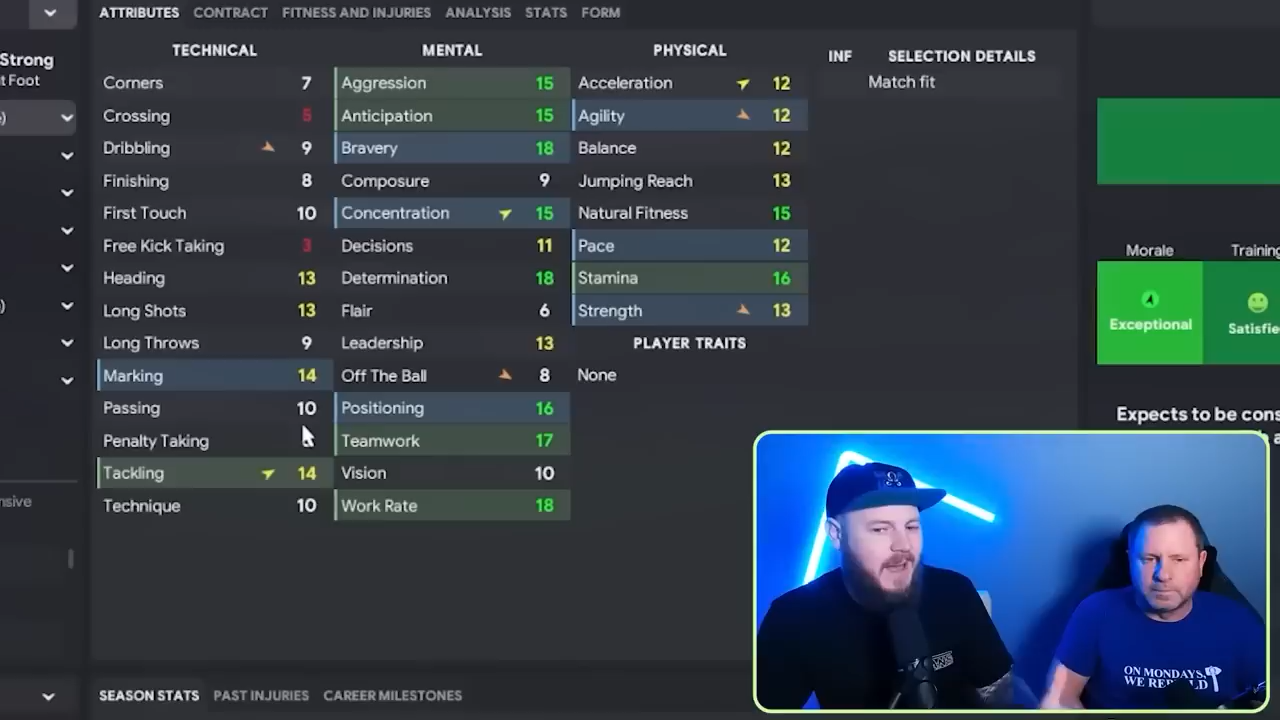 ATTRIBUTES CONTRACT FITNESS AND INJURIES ANALYSIS STATS FORM
Strong
t Foot
TECHNICAL
Corners 7
Crossing 5
Dribbling 9
Finishing 8
First Touch 10
Free Kick Taking 3
Heading 13
Long Shots 13
Long Throws 9
Marking 14
Passing 10
Penalty Taking
Tackling 14
Technique 10
MENTAL
Aggression 15
Anticipation 15
Bravery 18
Composure 9
Concentration 15
Decisions 11
Determination 18
Flair 6
Leadership 13
Off The Ball 8
Positioning 16
Teamwork 17
Vision 10
Work Rate 18
PHYSICAL
Acceleration 12
Agility 12
Balance 12
Jumping Reach 13
Natural Fitness 15
Pace 12
Stamina 16
Strength 13
PLAYER TRAITS
None
INF SELECTION DETAILS
Match fit
Morale Training
Exceptional Satisfie
Expects to be cons
nsive
SEASON STATS PAST INJURIES CAREER MILESTONES
ON MONDAYS,
WE